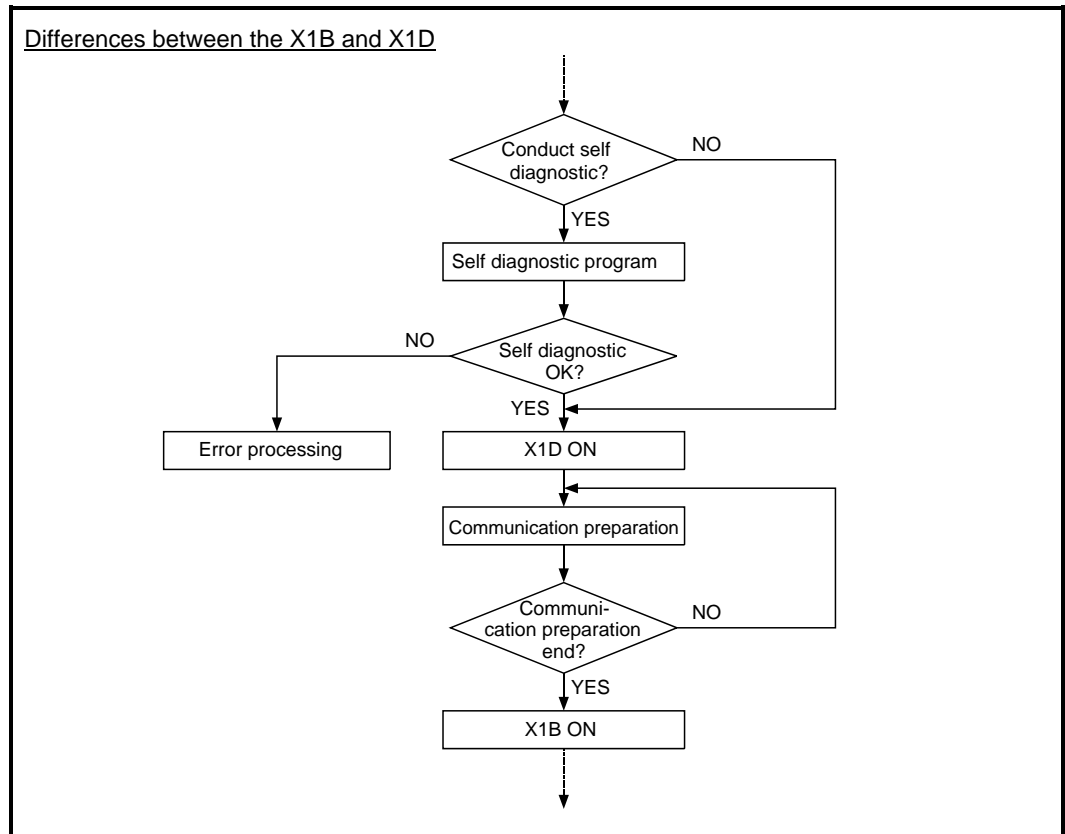 Differences between the X1B and X1D
Conduct self
diagnostic?
NO
YES
Self diagnostic program
NO
Self diagnostic
OK?
YES
Error processing
X1D ON
Communication preparation
Communi-
cation preparation
end?
NO
YES
X1B ON